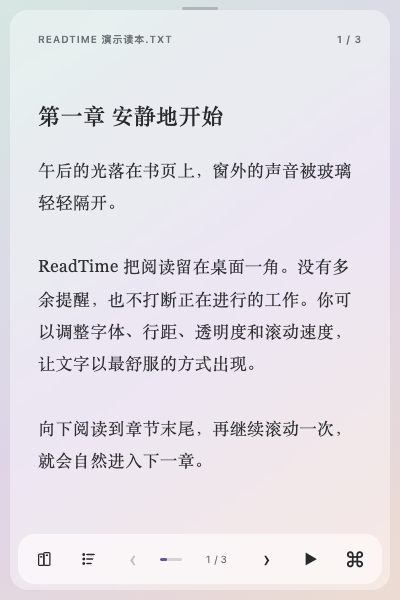 READTIME 演示读本.TXT
1 / 3
第一章 安静地开始
午后的光落在书页上，窗外的声音被玻璃
轻轻隔开。
ReadTime 把阅读留在桌面一角。没有多
余提醒，也不打断正在进行的工作。你可
以调整字体、行距、透明度和滚动速度，
让文字以最舒服的方式出现。
向下阅读到章节末尾，再继续滚动一次，
就会自然进入下一章。
1 / 3